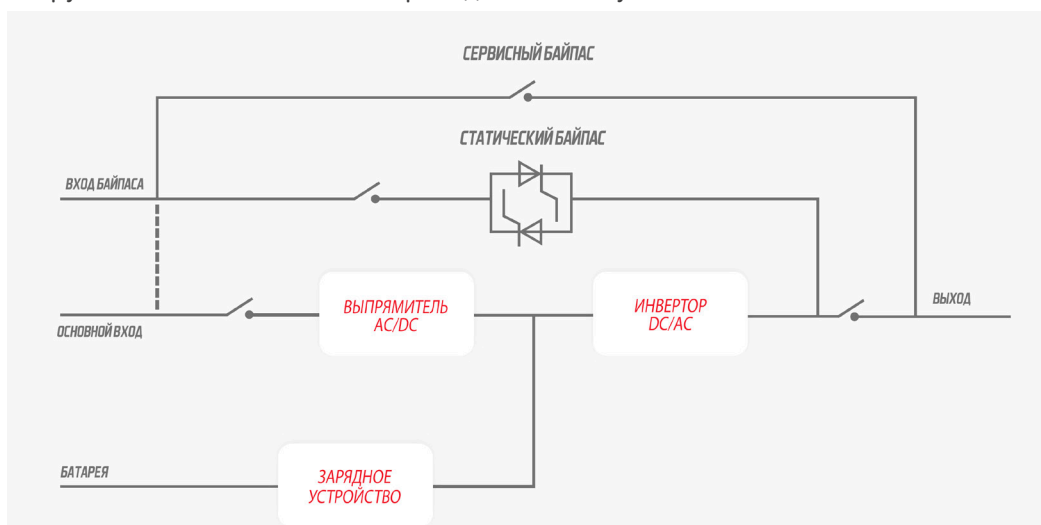 СЕРВИСНЫЙ БАЙПАС
СТАТИЧЕСКИЙ БАЙПАС
ВХОД БАЙПАСА
ВЫПРЯМИТЕЛЬ
AC/DC
ИНВЕРТОР
DC/AC
ВЫХОД
ОСНОВНОЙ ВХОД
БАТАРЕЯ
ЗАРЯДНОЕ
УСТРОЙСТВО